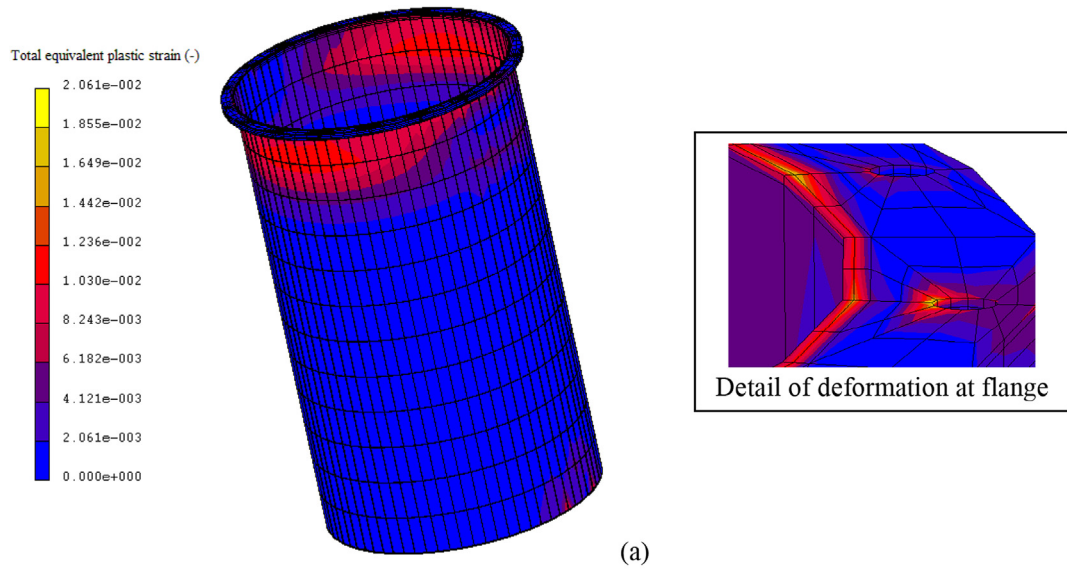 Total equivalent plastic strain (-)
2.061e-002
1.855e-002
1.649e-002
1.442e-002
1.236e-002
1.030e-002
8.243e-003
6.182e-003
4.121e-003
2.061e-003
0.000e+000
Detail of deformation at flange
(a)